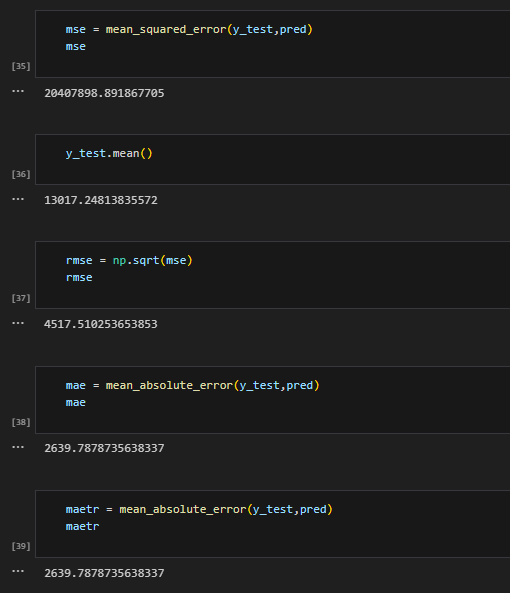 mse = mean_squared_error(y_test,pred)
mse
[35]
... 20407898.891867705
y_test.mean()
[36]
... 13017.24813835572
rmse = np.sqrt(mse)
rmse
[37]
... 4517.510253653853
mae = mean_absolute_error(y_test,pred)
mae
[38]
... 2639.7878735638337
maetr = mean_absolute_error(y_test,pred)
maetr
[39]
... 2639.7878735638337